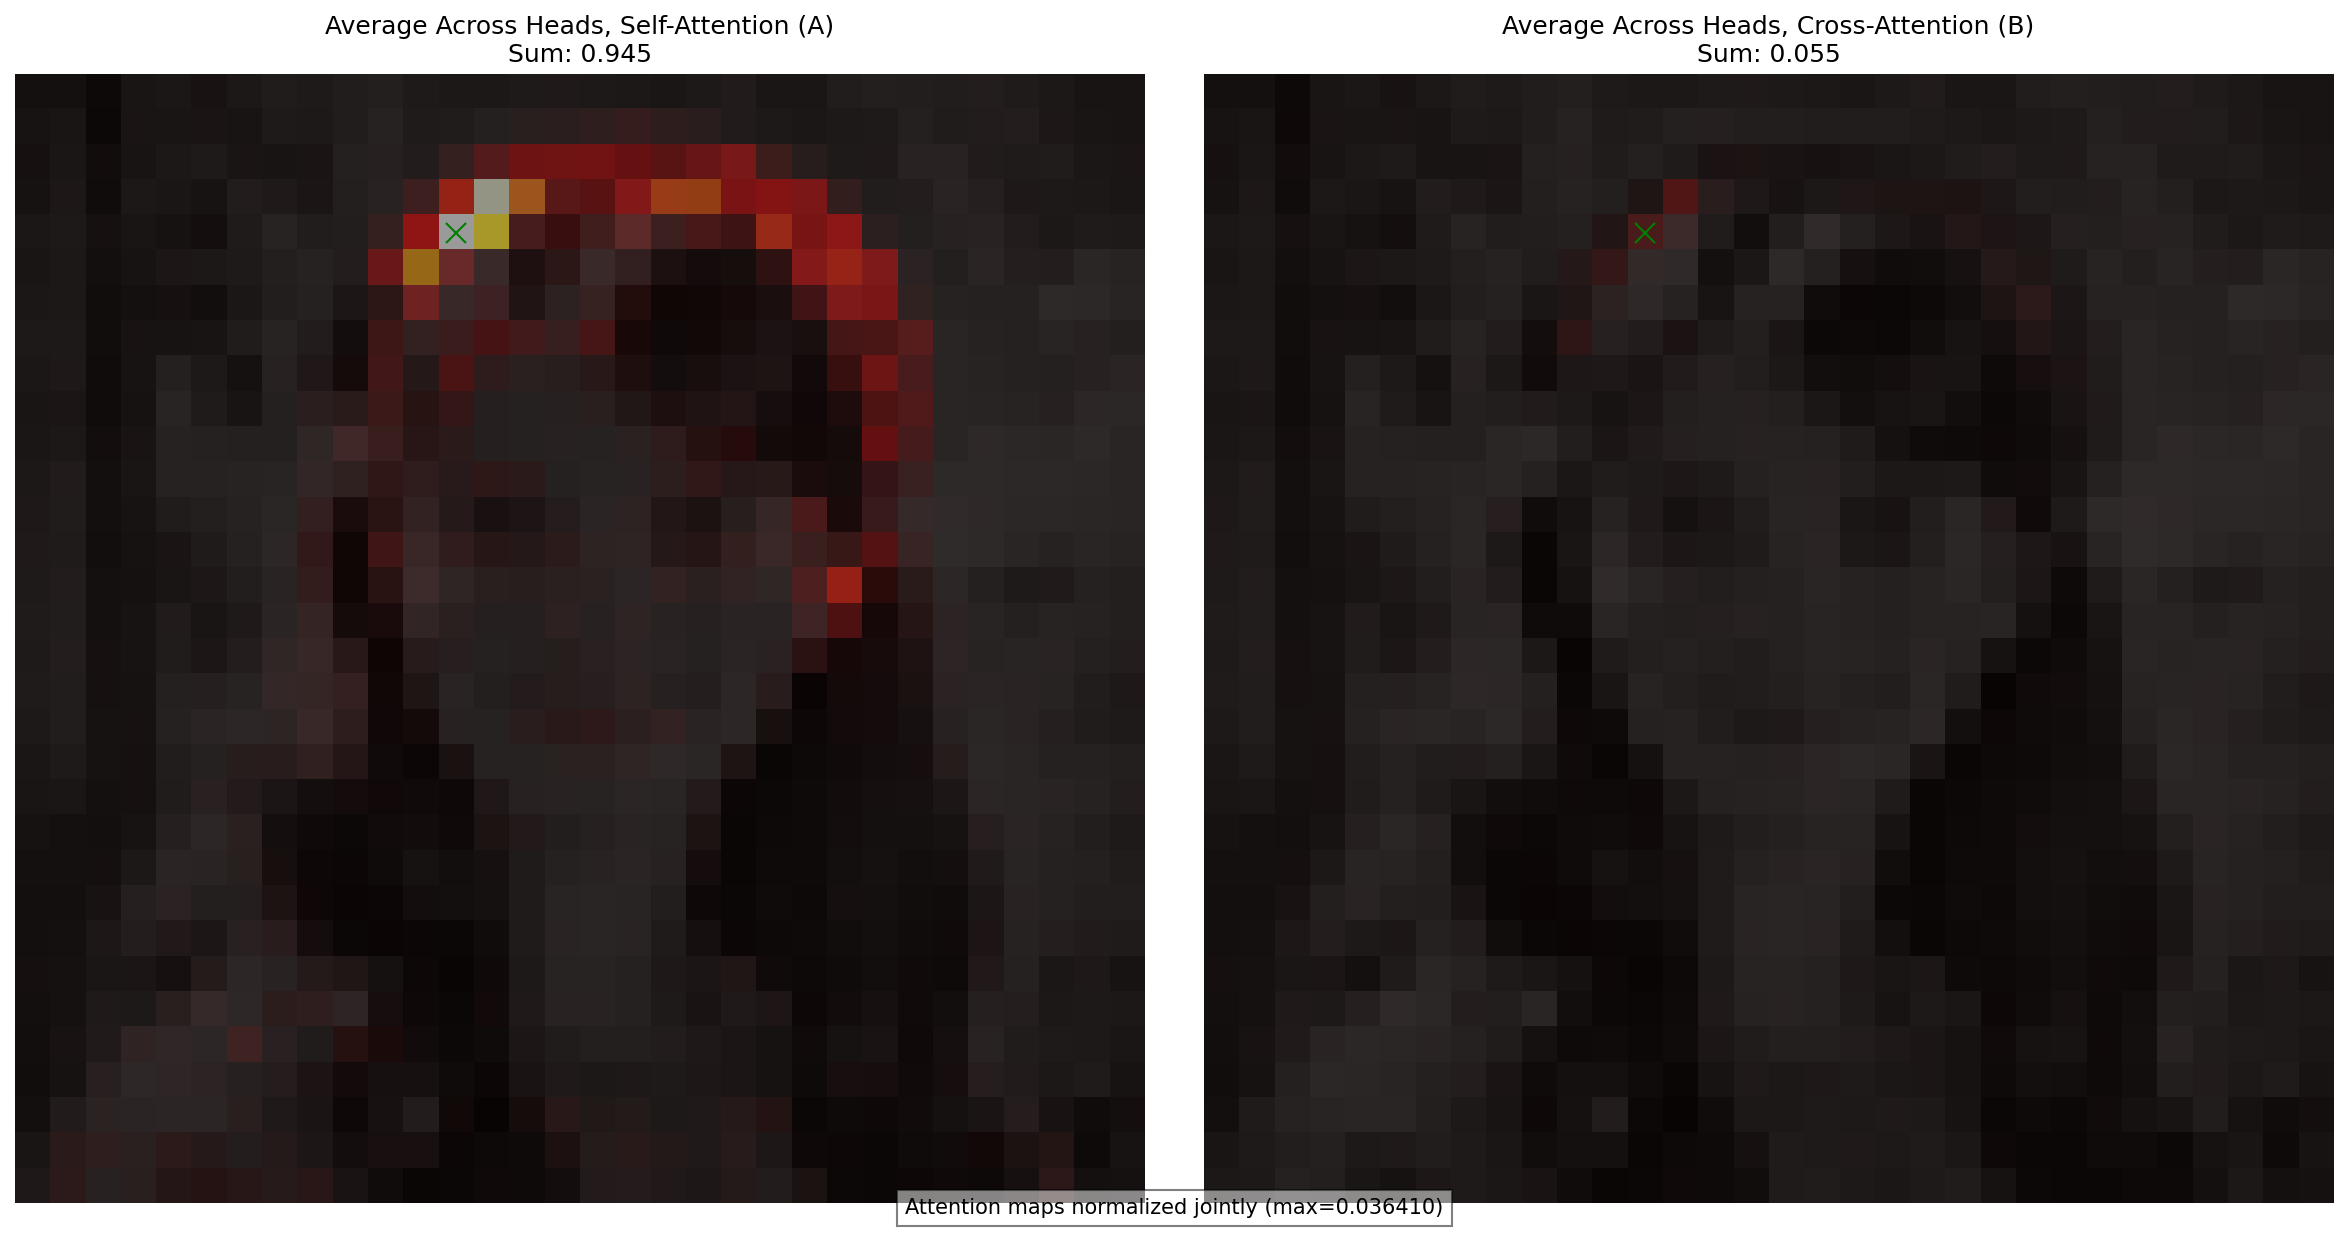 Average Across Heads, Self-Attention (A)
Sum: 0.945
Average Across Heads, Cross-Attention (B)
Sum: 0.055
Attention maps normalized jointly (max=0.036410)